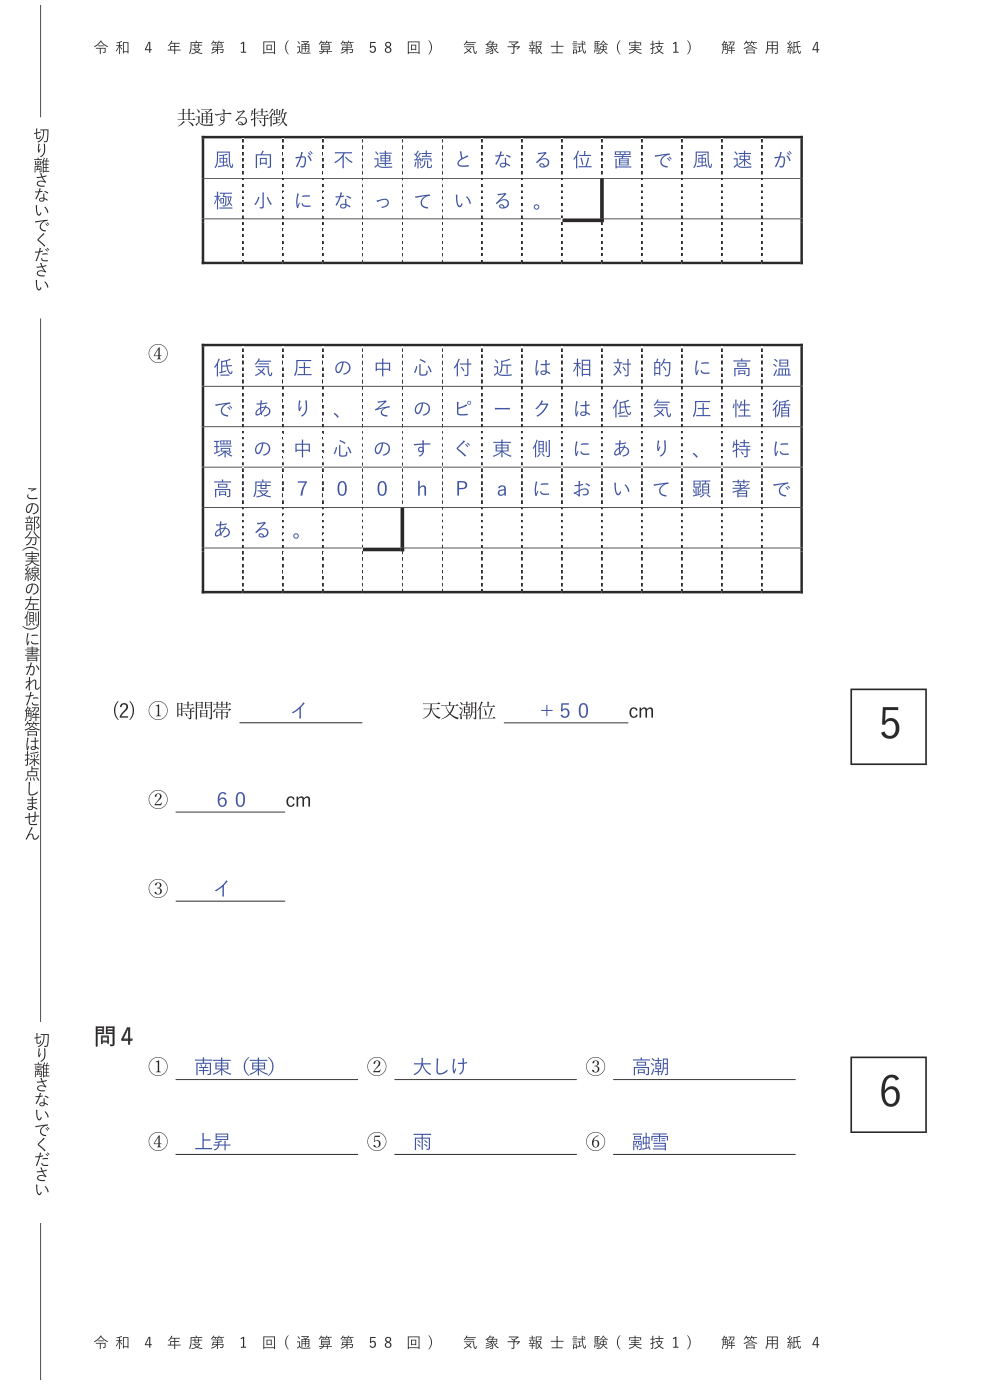 令和4年度第1回(通算第58回) 気象予報士試験(実技1) 解答用紙4
切り離さないでください
この部分(実線の左側)に書かれた解答は採点しません
切り離さないでください
共通する特徴
風向が不連続となる位置で風速が
極小になっている。
④
低気圧の中心付近は相対的に高温
であり、そのピークは低気圧性循
環の中心のすぐ東側にあり、特に
高度700hPaにおいて顕著で
ある。
(2) ① 時間帯 イ 天文潮位 +50 cm
5
② 60 cm
③ イ
問4
① 南東（東） ② 大しけ ③ 高潮
6
④ 上昇 ⑤ 雨 ⑥ 融雪
令和4年度第1回(通算第58回) 気象予報士試験(実技1) 解答用紙4